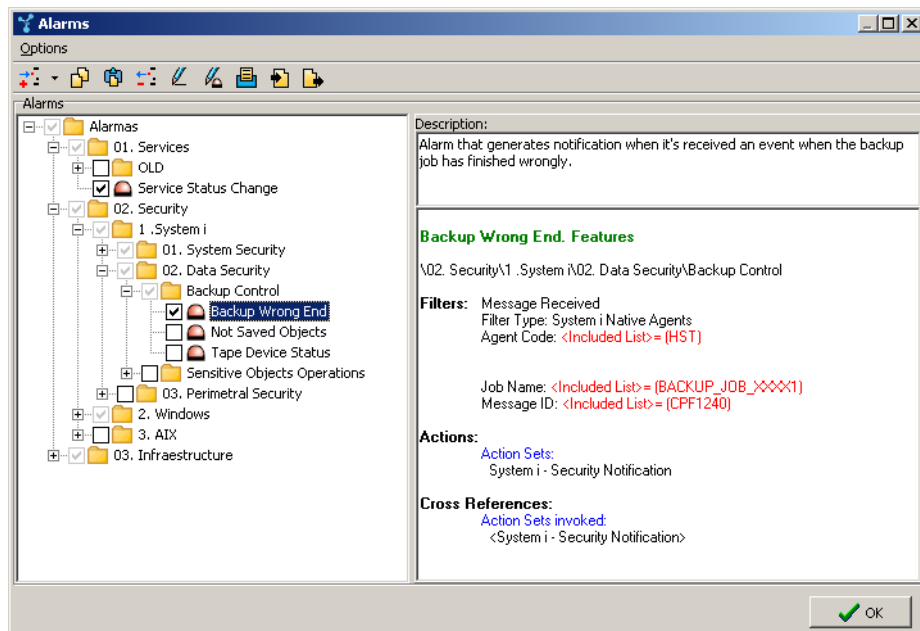 Alarms
Options
Alarms
Alarmas
01. Services
OLD
Service Status Change
02. Security
1 .System i
01. System Security
02. Data Security
Backup Control
Backup Wrong End
Not Saved Objects
Tape Device Status
Sensitive Objects Operations
03. Perimetral Security
2. Windows
3. AIX
03. Infraestructure
Description:
Alarm that generates notification when it's received an event when the backup
job has finished wrongly.
Backup Wrong End. Features
\02. Security\1 .System i\02. Data Security\Backup Control
Filters: Message Received
Filter Type: System i Native Agents
Agent Code: <Included List>= (HST)
Job Name: <Included List>= (BACKUP_JOB_XXXX1)
Message ID: <Included List>= (CPF1240)
Actions:
Action Sets:
System i - Security Notification
Cross References:
Action Sets invoked:
<System i - Security Notification>
OK